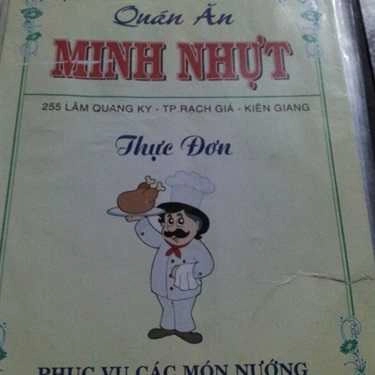 Quán Ăn
MINH NHỰT
255 LÂM QUANG KY - TP.RẠCH GIÁ - KIÊN GIANG
Thực Đơn
PHỤC VỤ CÁC MÓN NƯỚNG